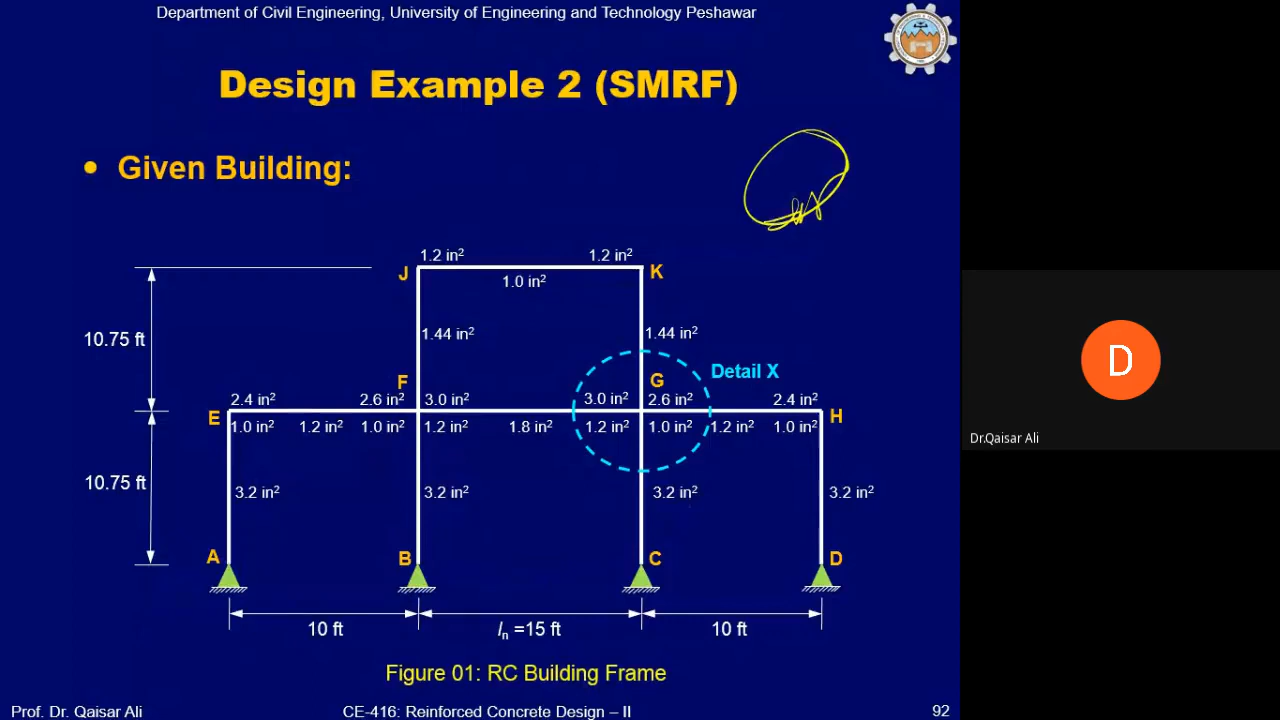 Department of Civil Engineering, University of Engineering and Technology Peshawar
Design Example 2 (SMRF)
• Given Building:
1.2 in² 1.2 in²
J K
1.0 in²
10.75 ft 1.44 in² 1.44 in²
Detail X
F G
2.4 in² 2.6 in² 3.0 in² 3.0 in² 2.6 in² 2.4 in²
E H
1.0 in² 1.2 in² 1.0 in² 1.2 in² 1.8 in² 1.2 in² 1.0 in² 1.2 in² 1.0 in²
10.75 ft 3.2 in² 3.2 in² 3.2 in² 3.2 in²
A B C D
10 ft lₙ =15 ft 10 ft
Figure 01: RC Building Frame
Prof. Dr. Qaisar Ali CE-416: Reinforced Concrete Design – II 92
D
Dr.Qaisar Ali